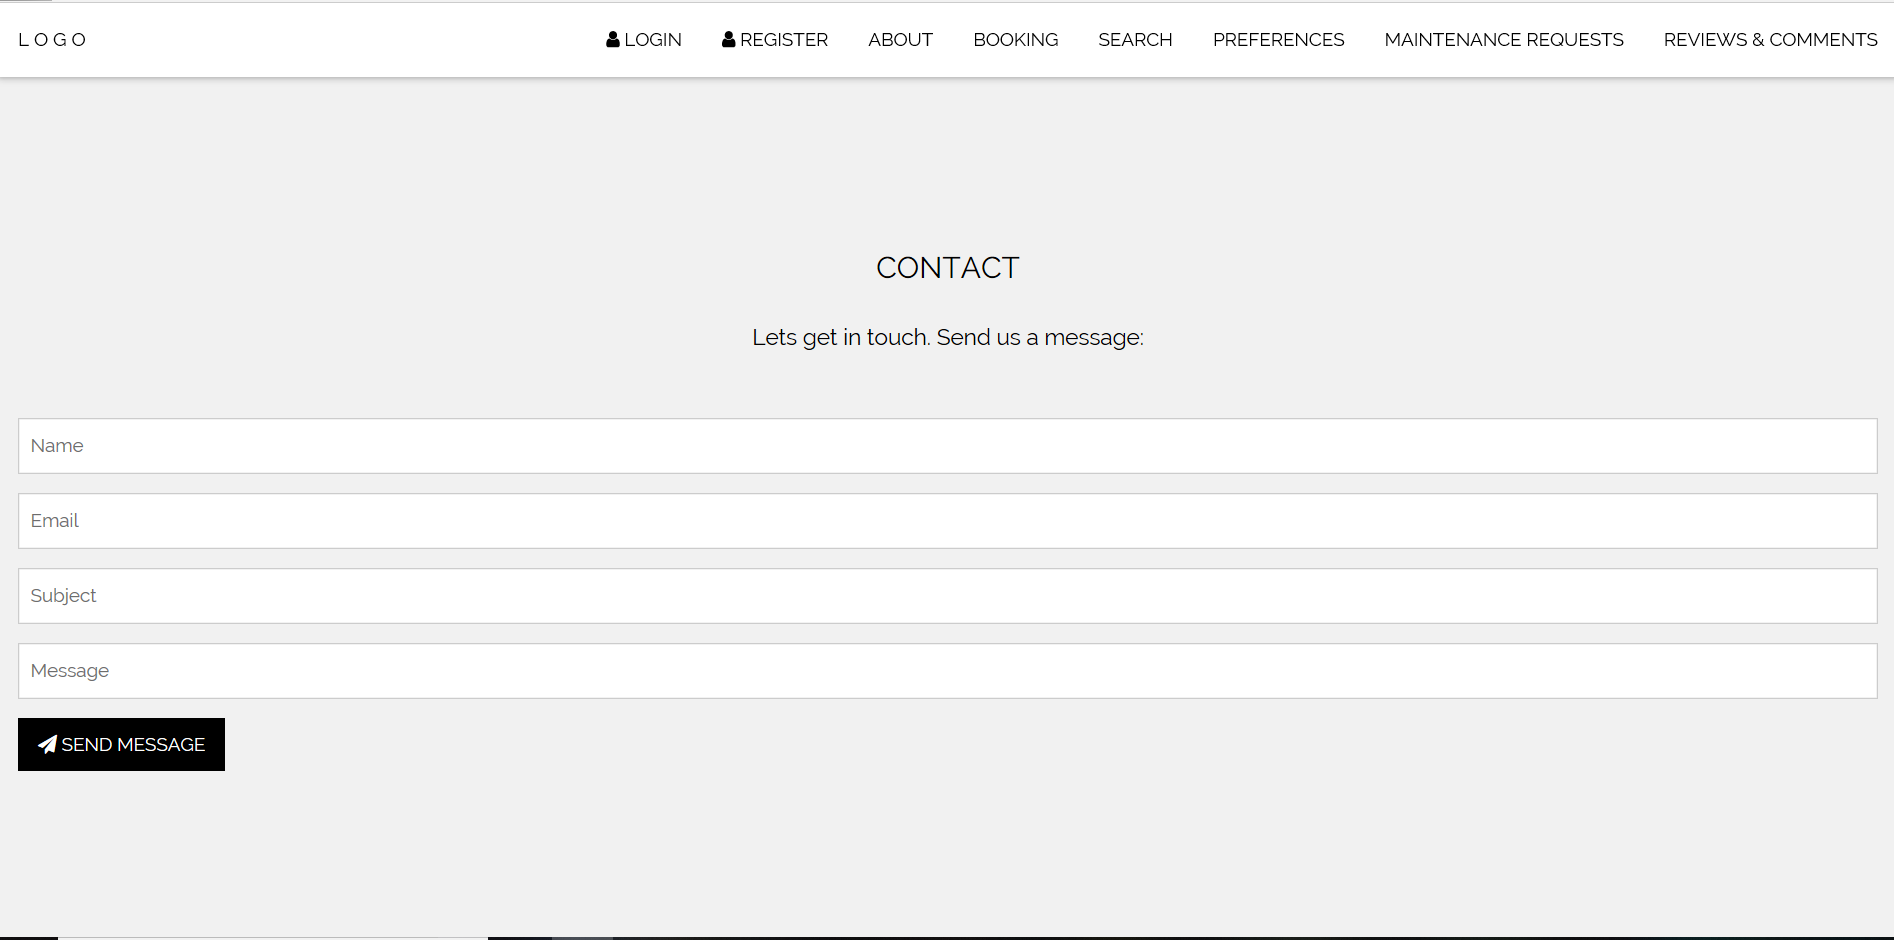 LOGO LOGIN REGISTER ABOUT BOOKING SEARCH PREFERENCES MAINTENANCE REQUESTS REVIEWS & COMMENTS
CONTACT
Lets get in touch. Send us a message:
Name
Email
Subject
Message
SEND MESSAGE